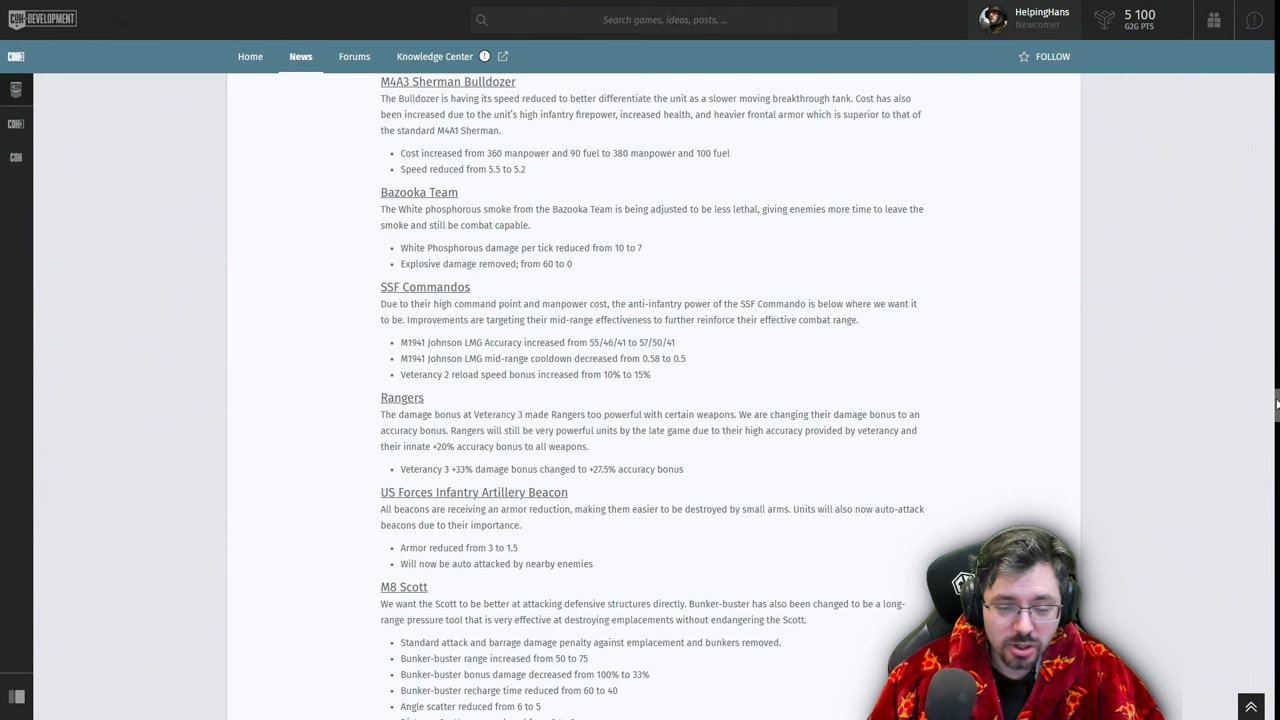 COH DEVELOPMENT
Search games, ideas, posts, ...
HelpingHans
Newcomer
5 100
G2G PTS
COH
Home
News
Forums
Knowledge Center
FOLLOW
M4A3 Sherman Bulldozer
The Bulldozer is having its speed reduced to better differentiate the unit as a slower moving breakthrough tank. Cost has also
been increased due to the unit's high infantry firepower, increased health, and heavier frontal armor which is superior to that of
the standard M4A1 Sherman.
• Cost increased from 360 manpower and 90 fuel to 380 manpower and 100 fuel
• Speed reduced from 5.5 to 5.2
Bazooka Team
The White phosphorous smoke from the Bazooka Team is being adjusted to be less lethal, giving enemies more time to leave the
smoke and still be combat capable.
• White Phosphorous damage per tick reduced from 10 to 7
• Explosive damage removed; from 60 to 0
SSF Commandos
Due to their high command point and manpower cost, the anti-infantry power of the SSF Commando is below where we want it
to be. Improvements are targeting their mid-range effectiveness to further reinforce their effective combat range.
• M1941 Johnson LMG Accuracy increased from 55/46/41 to 57/50/41
• M1941 Johnson LMG mid-range cooldown decreased from 0.58 to 0.5
• Veterancy 2 reload speed bonus increased from 10% to 15%
Rangers
The damage bonus at Veterancy 3 made Rangers too powerful with certain weapons. We are changing their damage bonus to an
accuracy bonus. Rangers will still be very powerful units by the late game due to their high accuracy provided by veterancy and
their innate +20% accuracy bonus to all weapons.
• Veterancy 3 +33% damage bonus changed to +27.5% accuracy bonus
US Forces Infantry Artillery Beacon
All beacons are receiving an armor reduction, making them easier to be destroyed by small arms. Units will also now auto-attack
beacons due to their importance.
• Armor reduced from 3 to 1.5
• Will now be auto attacked by nearby enemies
M8 Scott
We want the Scott to be better at attacking defensive structures directly. Bunker-buster has also been changed to be a long-
range pressure tool that is very effective at destroying emplacements without endangering the Scott.
• Standard attack and barrage damage penalty against emplacement and bunkers removed.
• Bunker-buster range increased from 50 to 75
• Bunker-buster bonus damage decreased from 100% to 33%
• Bunker-buster recharge time reduced from 60 to 40
• Angle scatter reduced from 6 to 5